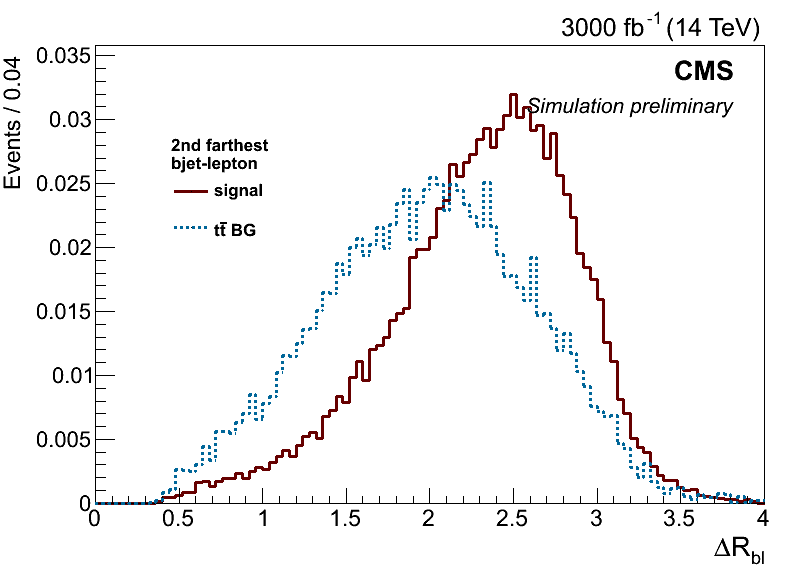 3000 fb⁻¹ (14 TeV)
CMS
Simulation preliminary
Events / 0.04
0.035
0.03
0.025
0.02
0.015
0.01
0.005
0
2nd farthest
bjet-lepton
signal
tt̄ BG
0 0.5 1 1.5 2 2.5 3 3.5 4
ΔR_bl